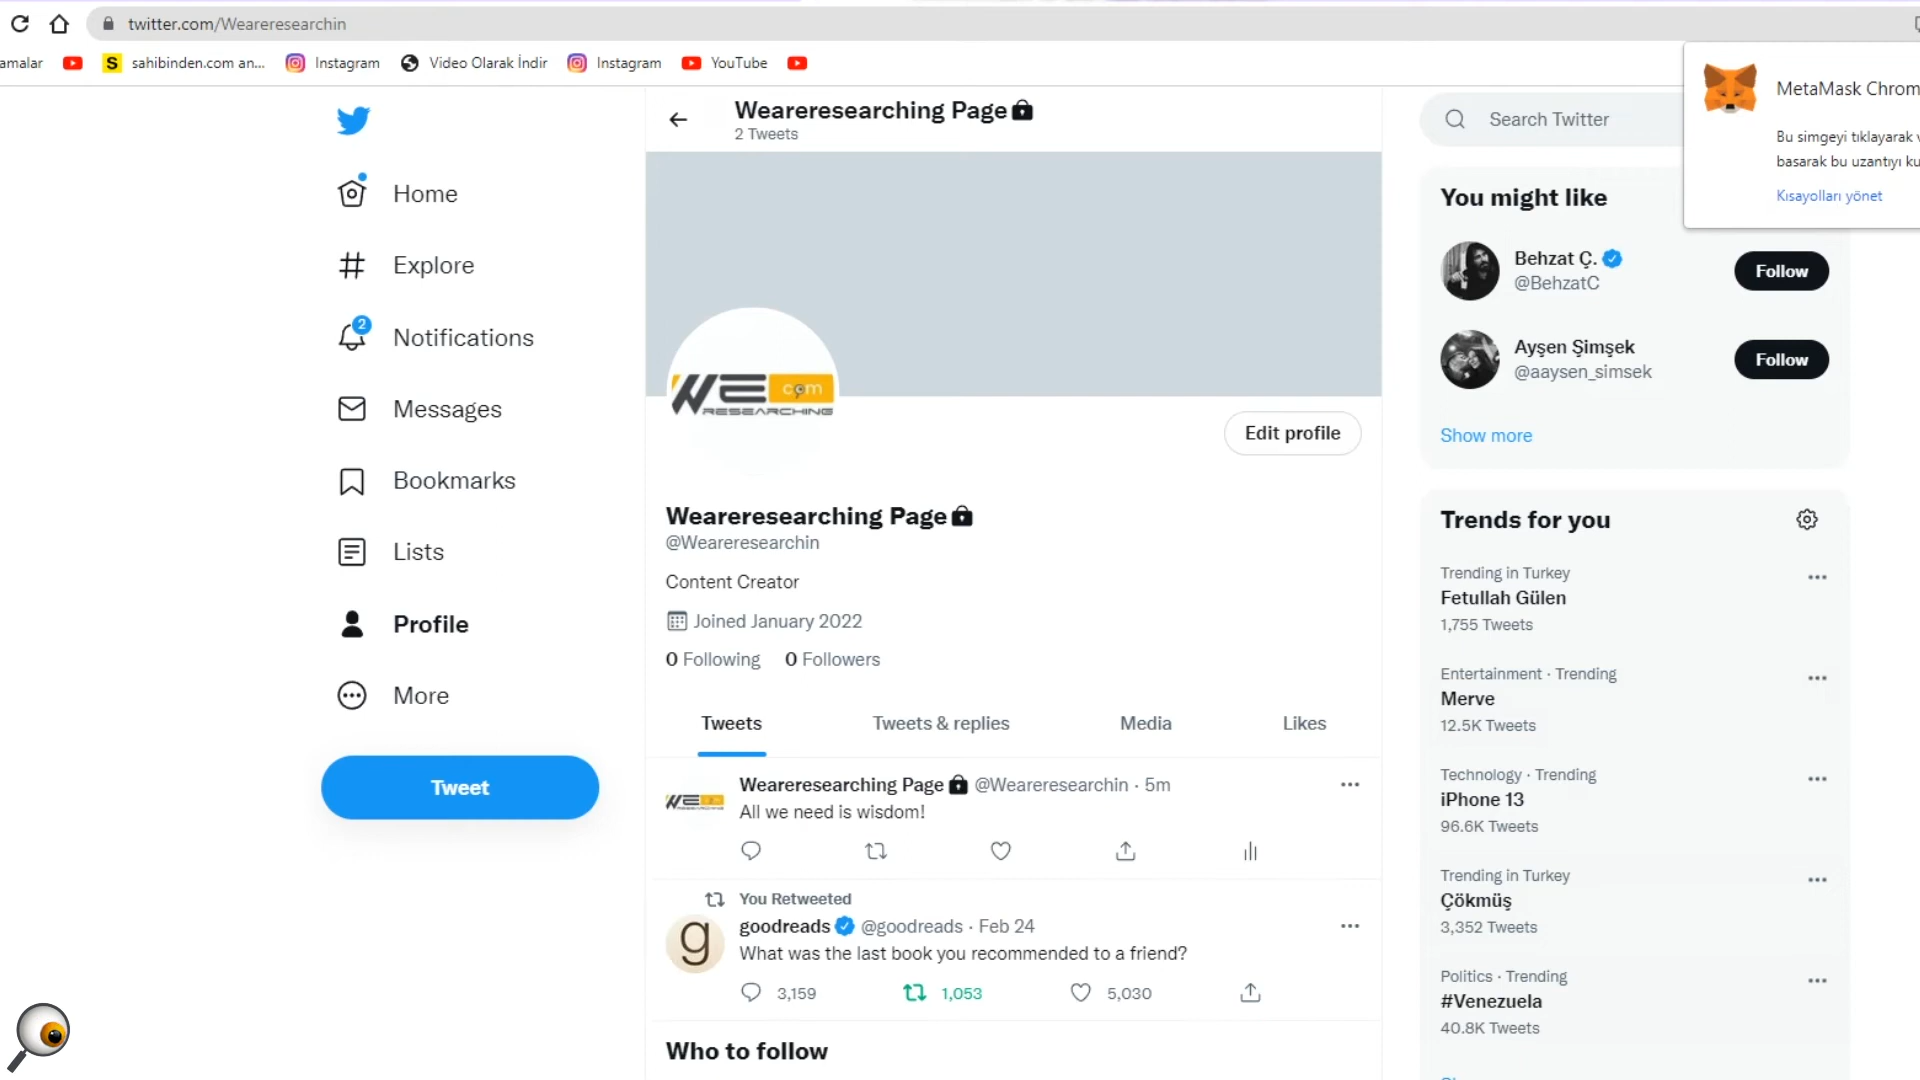 twitter.com/Weareresearchin
amalar
S sahibinden.com an...
Instagram
Video Olarak İndir
Instagram
YouTube
MetaMask Chrom
Bu simgeyi tıklayarak v
basarak bu uzantıyı ku
Kısayolları yönet
Home
Explore
2
Notifications
Messages
Bookmarks
Lists
Profile
More
Tweet
Weareresearching Page
2 Tweets
WE com
RESEARCHING
Edit profile
Weareresearching Page
@Weareresearchin
Content Creator
Joined January 2022
0 Following 0 Followers
Tweets Tweets & replies Media Likes
Weareresearching Page @Weareresearchin · 5m
All we need is wisdom!
You Retweeted
g
goodreads @goodreads · Feb 24
What was the last book you recommended to a friend?
3,159 1,053 5,030
Who to follow
Search Twitter
You might like
Behzat Ç.
@BehzatC
Follow
Ayşen Şimşek
@aaysen_simsek
Follow
Show more
Trends for you
Trending in Turkey
Fetullah Gülen
1,755 Tweets
Entertainment · Trending
Merve
12.5K Tweets
Technology · Trending
iPhone 13
96.6K Tweets
Trending in Turkey
Çökmüş
3,352 Tweets
Politics · Trending
#Venezuela
40.8K Tweets